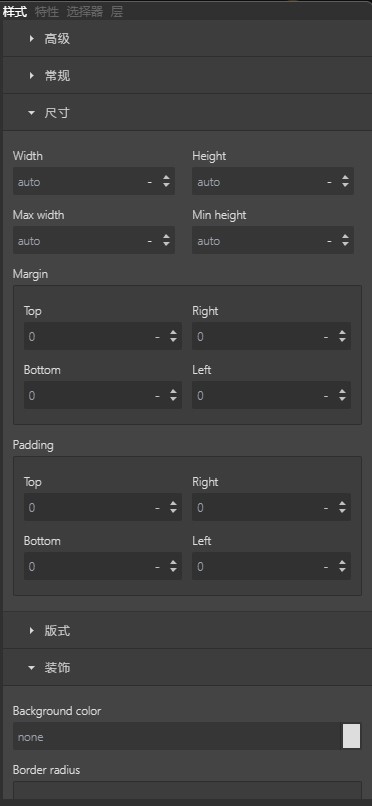 样式 特性 选择器 层
高级
常规
尺寸
Width Height
auto - auto -
Max width Min height
auto - auto -
Margin
Top Right
0 - 0 -
Bottom Left
0 - 0 -
Padding
Top Right
0 - 0 -
Bottom Left
0 - 0 -
版式
装饰
Background color
none
Border radius